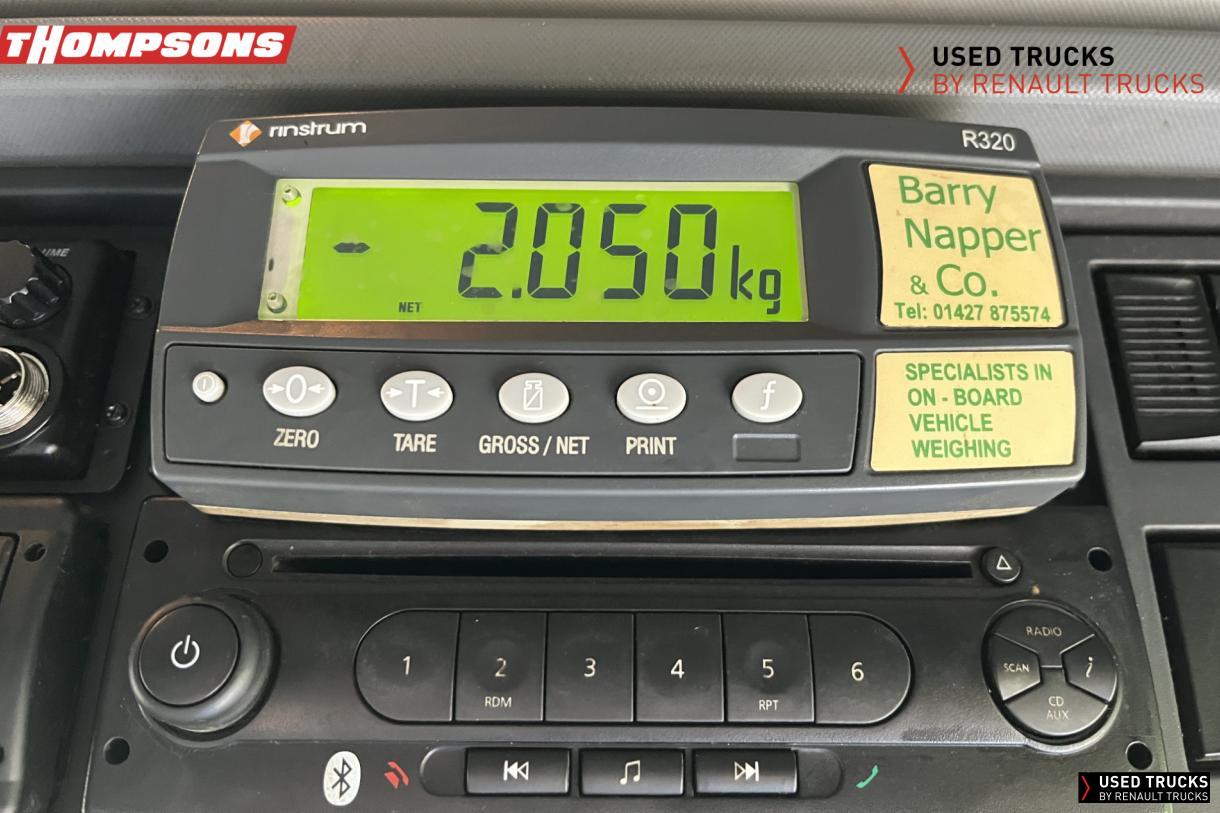 THOMPSONS
USED TRUCKS
BY RENAULT TRUCKS
rinstrum
R320
- 2.050 kg
NET
Barry
Napper
& Co.
Tel: 01427 875574
ZERO
TARE
GROSS / NET
PRINT
f
SPECIALISTS IN
ON - BOARD
VEHICLE
WEIGHING
1
2
RDM
3
4
5
RPT
6
RADIO
SCAN
i
CD
AUX
USED TRUCKS
BY RENAULT TRUCKS